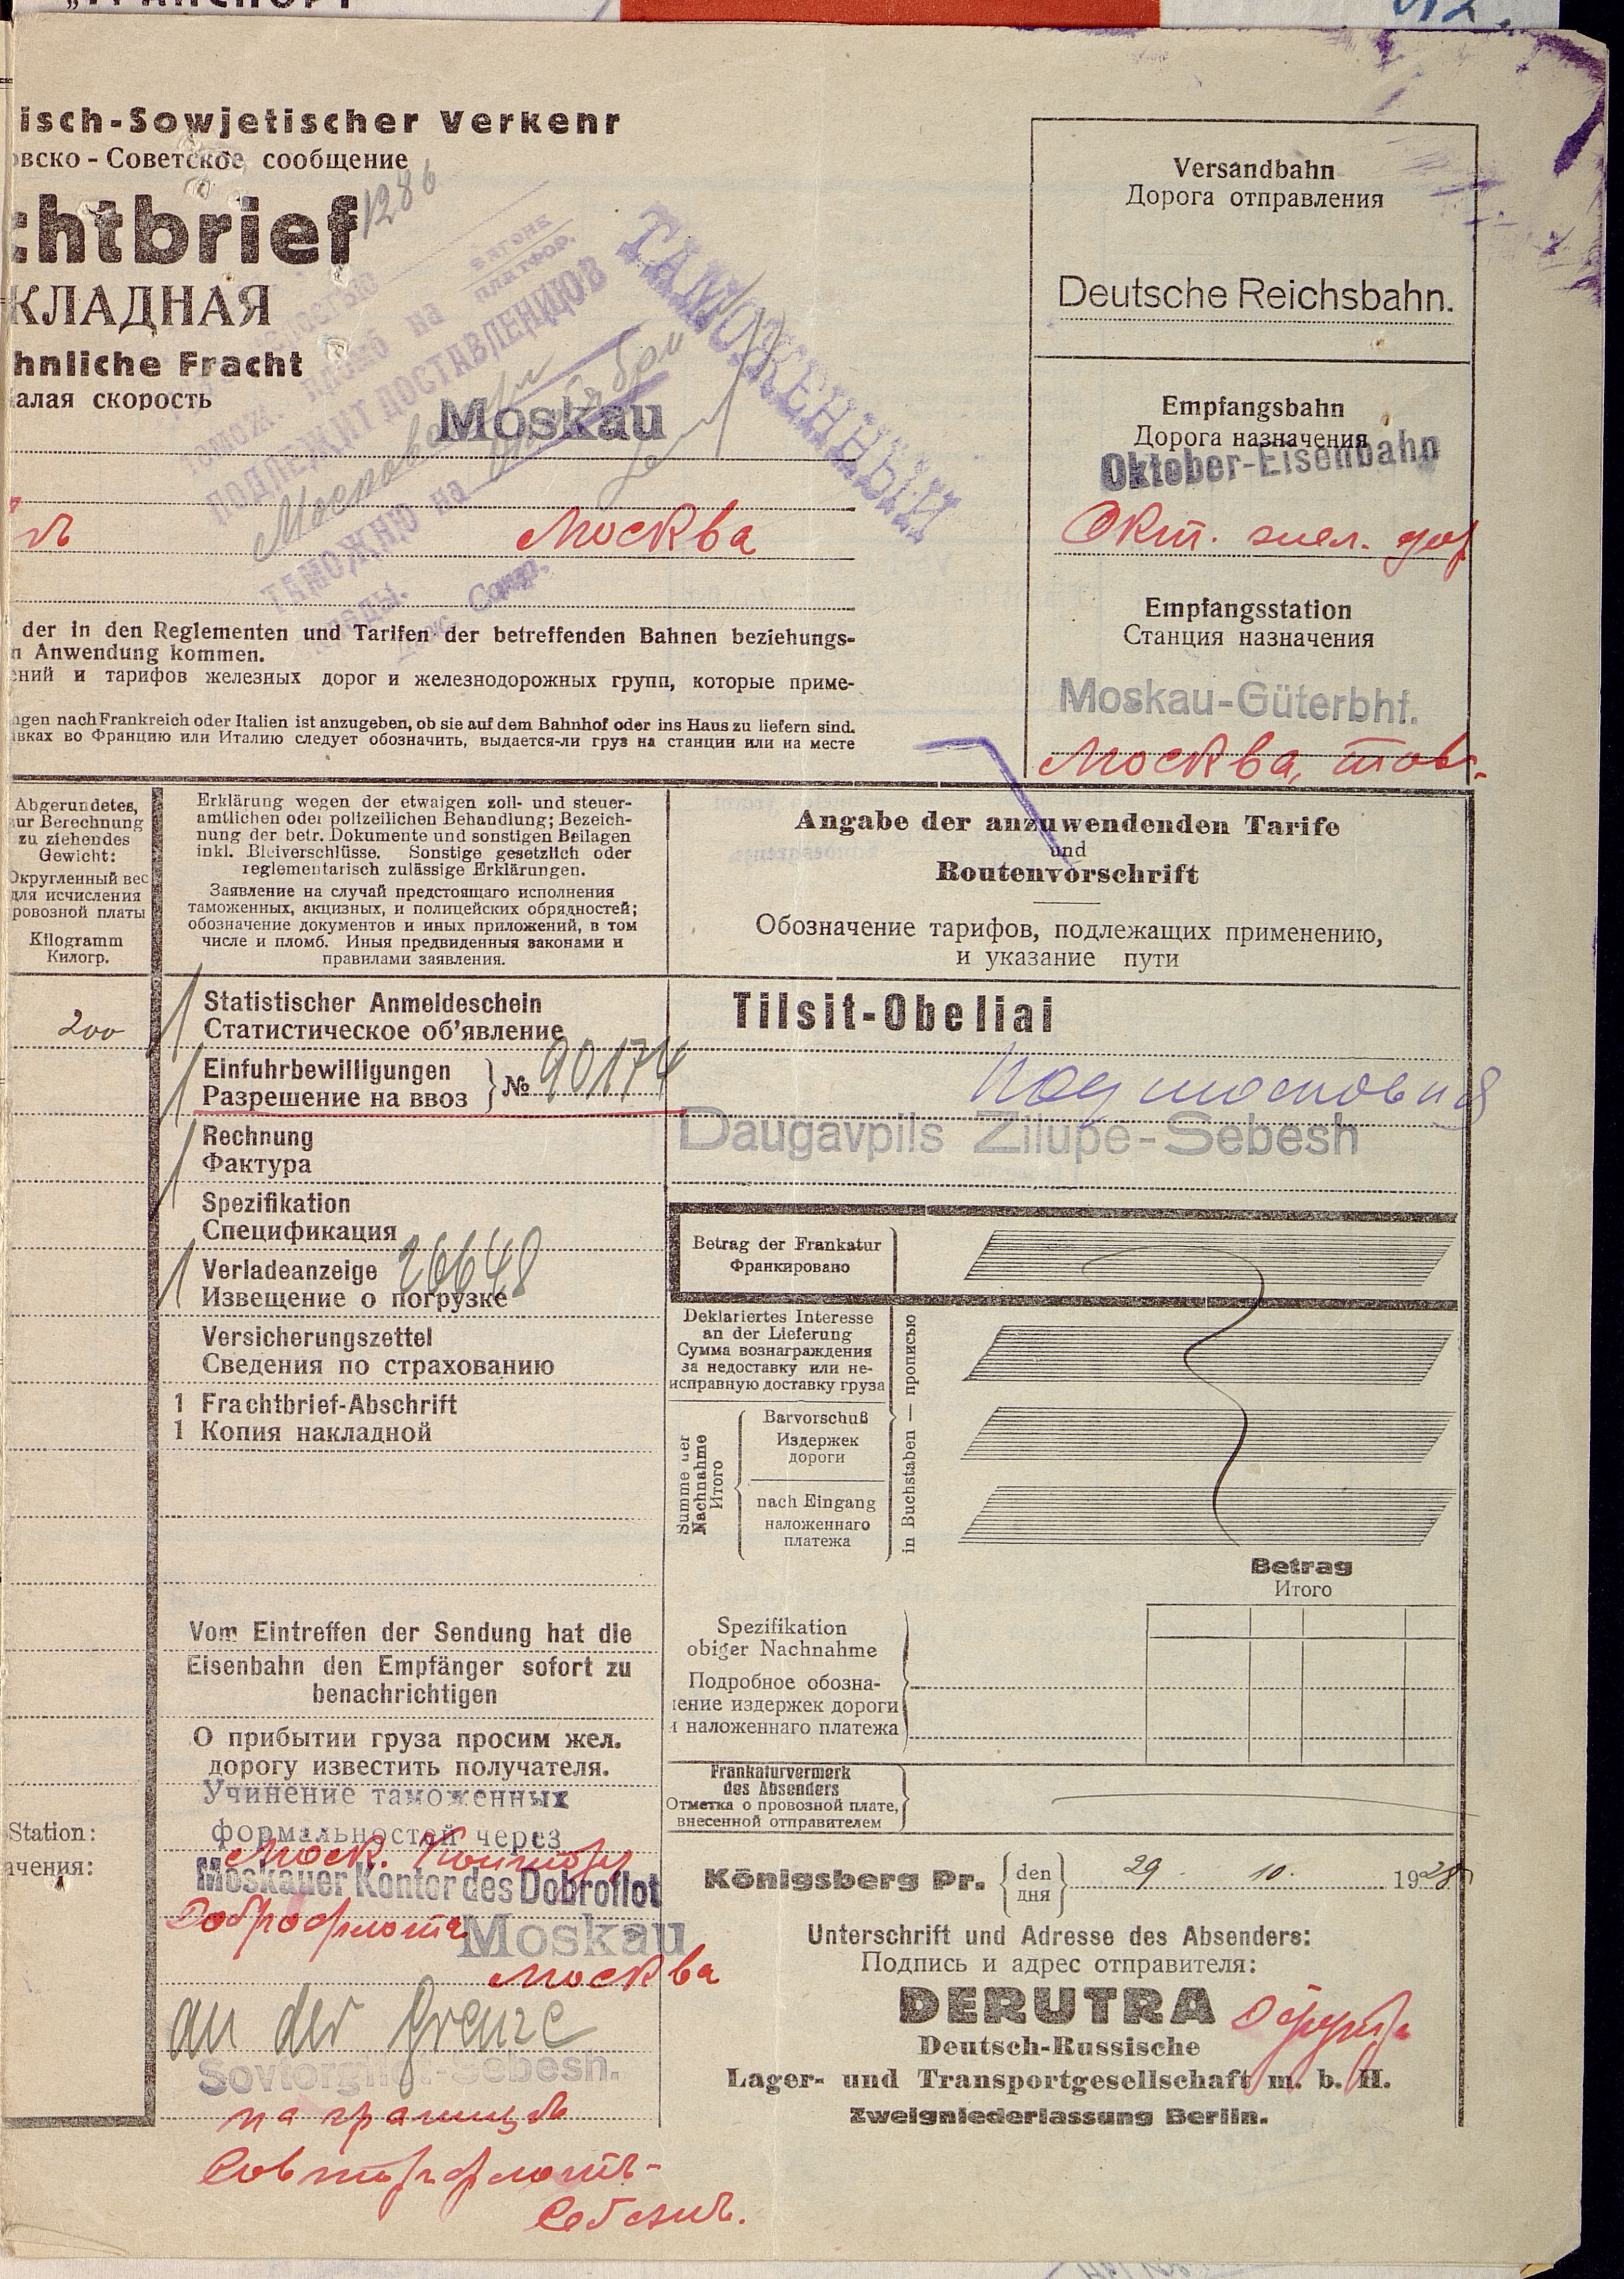 isch-Sowjetischer Verkehr
овско - Советское сообщение
chtbrief
1286
КЛАДНАЯ
hnliche Fracht
алая скорость
ТАМОЖЕННЫЙ
ПОДЛЕЖИТ ДОСТАВЛЕНИЮ В
ТАМОЖНЮ на
Moskau
Москва
der in den Reglementen und Tarifen der betreffenden Bahnen beziehungs-
n Anwendung kommen.
ений и тарифов железных дорог и железнодорожных групп, которые приме-
ngen nach Frankreich oder Italien ist anzugeben, ob sie auf dem Bahnhof oder ins Haus zu liefern sind.
авках во Францию или Италию следует обозначить, выдается-ли груз на станции или на месте
Versandbahn
Дорога отправления
Deutsche Reichsbahn.
Empfangsbahn
Дорога назначения
Oktober-Eisenbahn
Окт. жел. дор
Empfangsstation
Станция назначения
Moskau-Güterbhf.
Москва, тов.
Abgerundetes,
zur Berechnung
zu ziehendes
Gewicht:
Округленный вес
для исчисления
ровозной платы
Kilogramm
Килогр.
200
Erklärung wegen der etwaigen zoll- und steuer-
amtlichen oder polizeilichen Behandlung; Bezeich-
nung der betr. Dokumente und sonstigen Beilagen
inkl. Bleiverschlüsse. Sonstige gesetzlich oder
reglementarisch zulässige Erklärungen.
Заявление на случай предстоящаго исполнения
таможенных, акцизных, и полицейских обрядностей;
обозначение документов и иных приложений, в том
числе и пломб. Иныя предвиденныя законами и
правилами заявления.
Statistischer Anmeldeschein
Статистическое об'явление
Einfuhrbewilligungen
Разрешение на ввоз
№ 90174
Rechnung
Фактура
Spezifikation
Спецификация
Verladeanzeige 26648
Извещение о погрузке
Versicherungszettel
Сведения по страхованию
1 Frachtbrief-Abschrift
1 Копия накладной
Vom Eintreffen der Sendung hat die
Eisenbahn den Empfänger sofort zu
benachrichtigen
О прибытии груза просим жел.
дорогу известить получателя.
Учинение таможенных
формальностей через
Моск. Контору
Moskauer Kontor des Dobroflot
Доброфлота
Moskau
Москва
an der Grenze
Sovtorgflot-Sebesh.
на границе
Совторгфлотъ-
Себежъ.
Station:
ачения:
Angabe der anzuwendenden Tarife
und
Routenvorschrift
Обозначение тарифов, подлежащих применению,
и указание пути
Tilsit-Obeliai
Daugavpils Zilupe-Sebesh
Betrag der Frankatur
Франкировано
Deklariertes Interesse
an der Lieferung
Сумма вознаграждения
за недоставку или не-
исправную доставку груза
Summe der
Nachnahme
Итого
Barvorschuß
Издержек
дороги
nach Eingang
наложеннаго
платежа
in Buchstaben — прописью
Betrag
Итого
Spezifikation
obiger Nachnahme
Подробное обозна-
чение издержек дороги
и наложеннаго платежа
Frankaturvermerk
des Absenders
Отметка о провозной плате,
внесенной отправителем
Königsberg Pr. den
дня 29. 10. 1928
Unterschrift und Adresse des Absenders:
Подпись и адрес отправителя:
DERUTRA
Deutsch-Russische
Lager- und Transportgesellschaft m. b. H.
Zweigniederlassung Berlin.